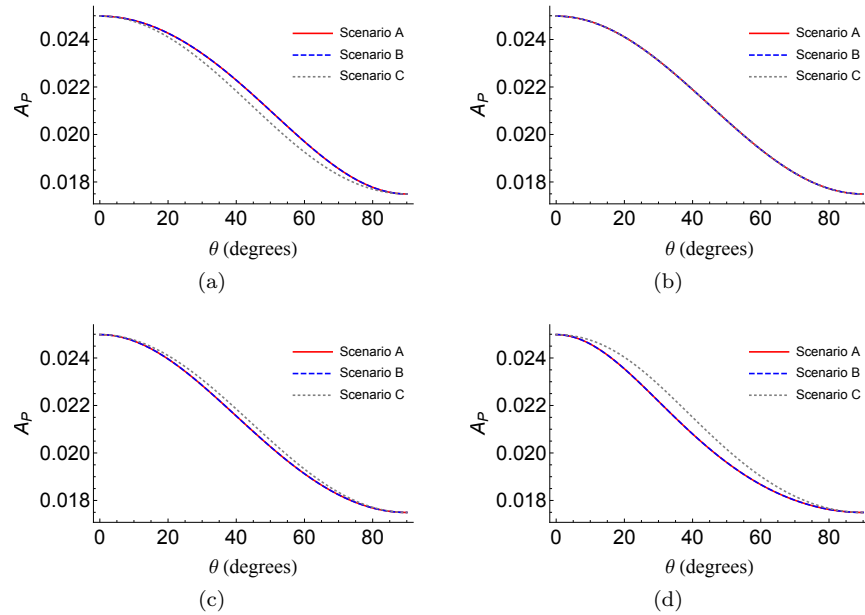 0.024
0.022
0.020
0.018
A_P
Scenario A
Scenario B
Scenario C
0 20 40 60 80
θ (degrees)
(a)
0.024
0.022
0.020
0.018
A_P
Scenario A
Scenario B
Scenario C
0 20 40 60 80
θ (degrees)
(b)
0.024
0.022
0.020
0.018
A_P
Scenario A
Scenario B
Scenario C
0 20 40 60 80
θ (degrees)
(c)
0.024
0.022
0.020
0.018
A_P
Scenario A
Scenario B
Scenario C
0 20 40 60 80
θ (degrees)
(d)